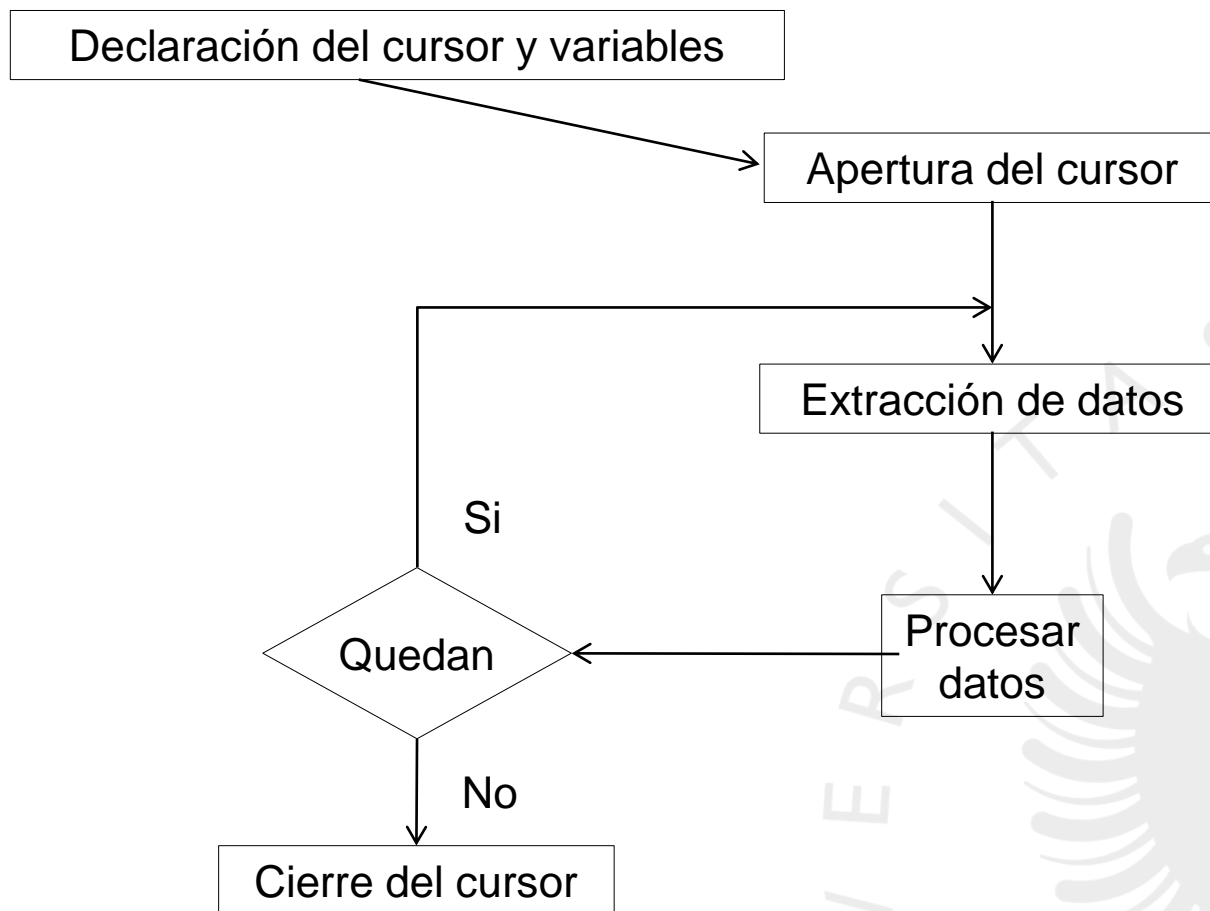 Declaración del cursor y variables
Apertura del cursor
Extracción de datos
Si
Quedan
Procesar
datos
No
Cierre del cursor
V E R S I T A S